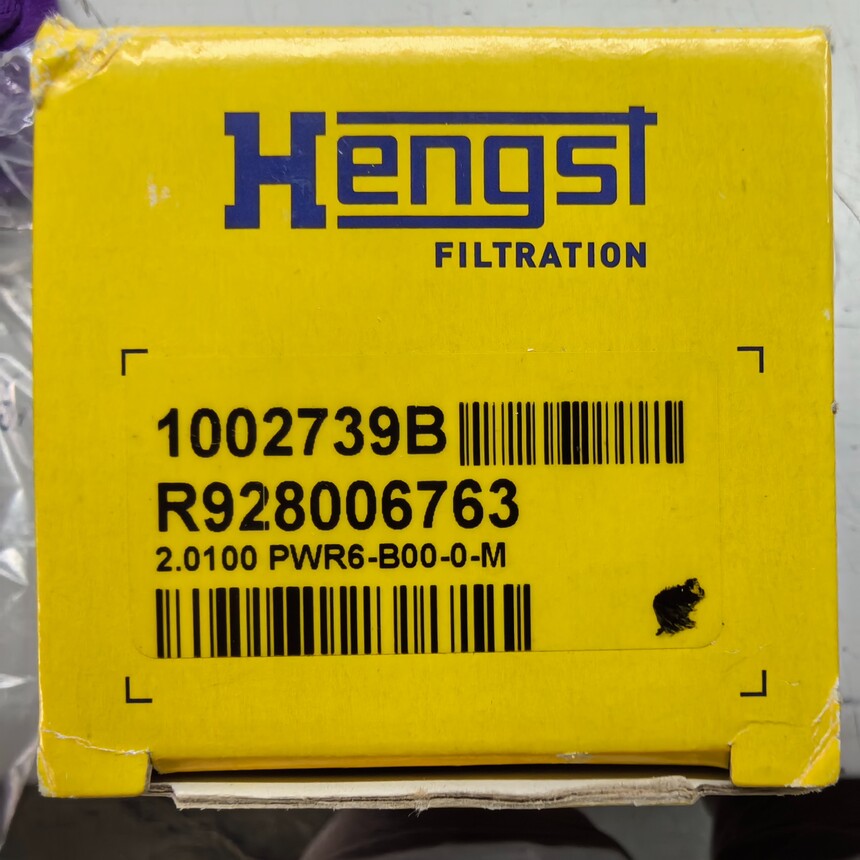 Hengst
FILTRATION
1002739B
R928006763
2.0100 PWR6-B00-0-M